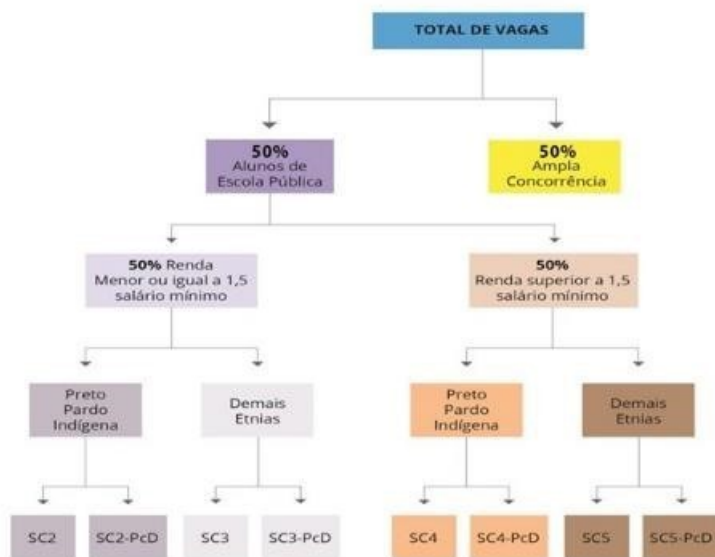 TOTAL DE VAGAS
50%
Alunos de
Escola Pública
50%
Ampla
Concorrência
50% Renda
Menor ou igual a 1,5
salário mínimo
50%
Renda superior a 1,5
salário mínimo
Preto
Pardo
Indígena
Demais
Etnias
Preto
Pardo
Indígena
Demais
Etnias
SC2
SC2-PcD
SC3
SC3-PcD
SC4
SC4-PcD
SC5
SC5-PcD